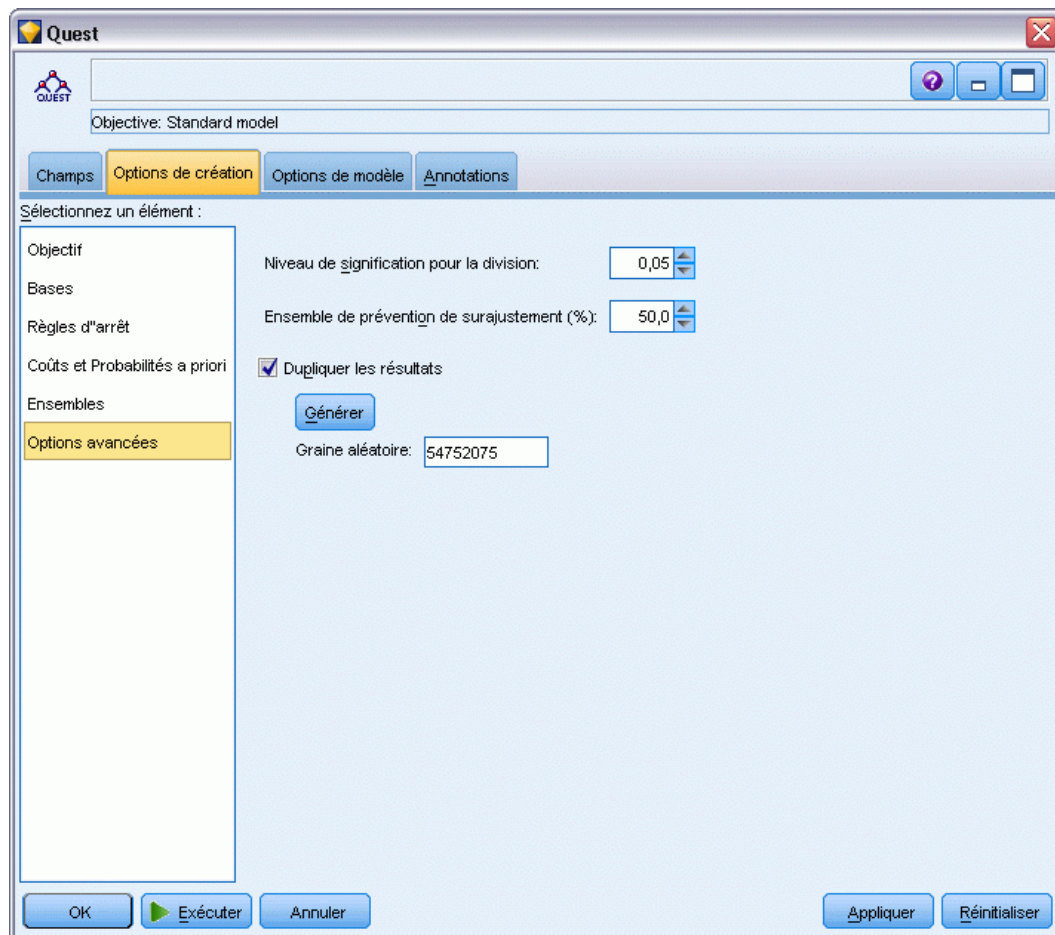 Quest
QUEST
Objective: Standard model
Champs
Options de création
Options de modèle
Annotations
Sélectionnez un élément :
Objectif
Bases
Règles d"arrêt
Coûts et Probabilités a priori
Ensembles
Options avancées
Niveau de signification pour la division: 0,05
Ensemble de prévention de surajustement (%): 50,0
Dupliquer les résultats
Générer
Graine aléatoire: 54752075
OK
Exécuter
Annuler
Appliquer
Réinitialiser